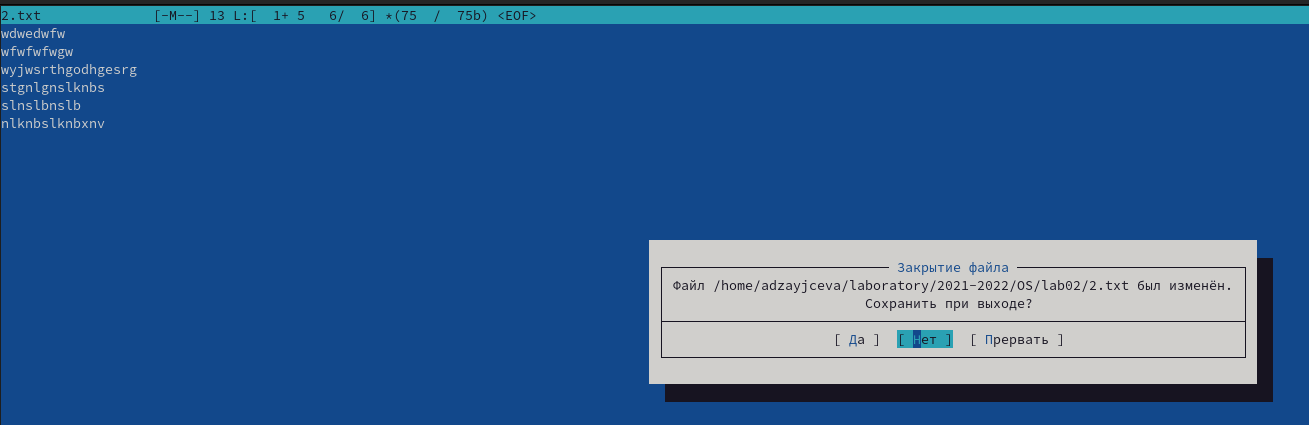 2.txt [-M--] 13 L:[ 1+ 5 6/ 6] *(75 / 75b) <EOF>
wdwedwfw
wfwfwfwgw
wyjwsrthgodhgesrg
stgnlgnslknbs
slnslbnslb
nlknbslknbxnv
Закрытие файла
Файл /home/adzayjceva/laboratory/2021-2022/OS/lab02/2.txt был изменён.
Сохранить при выходе?
[ Да ] [ Нет ] [ Прервать ]